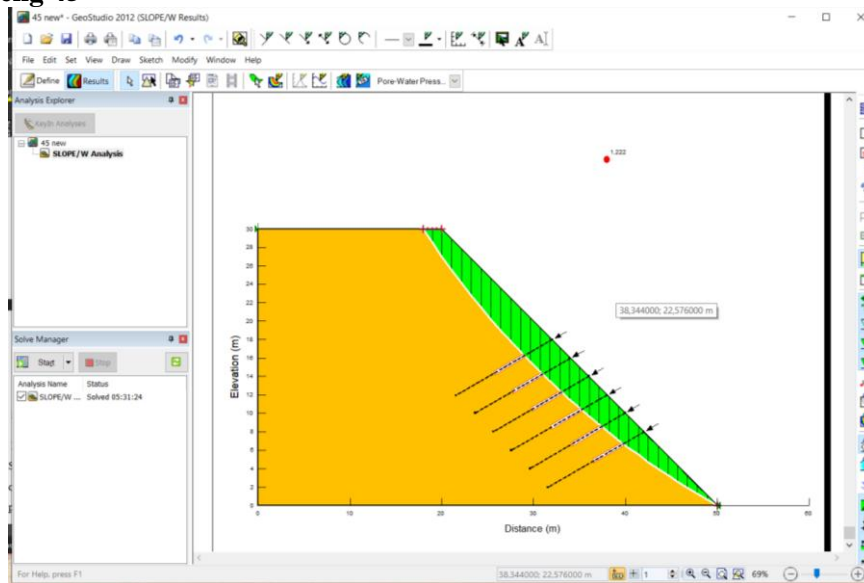 45 new* - GeoStudio 2012 (SLOPE/W Results)
File Edit Set View Draw Sketch Modify Window Help
Define Results Pore-Water Press..
Analysis Explorer
KeyIn Analyses
45 new
SLOPE/W Analysis
Solve Manager
Start Stop
Analysis Name Status
SLOPE/W ... Solved 05:31:24
1.222
38,344000; 22,576000 m
Elevation (m)
30
28
26
24
22
20
18
16
14
12
10
8
6
4
2
0
0 10 20 30 40 50 60
Distance (m)
For Help, press F1
38,344000; 22,576000 m 1 69%